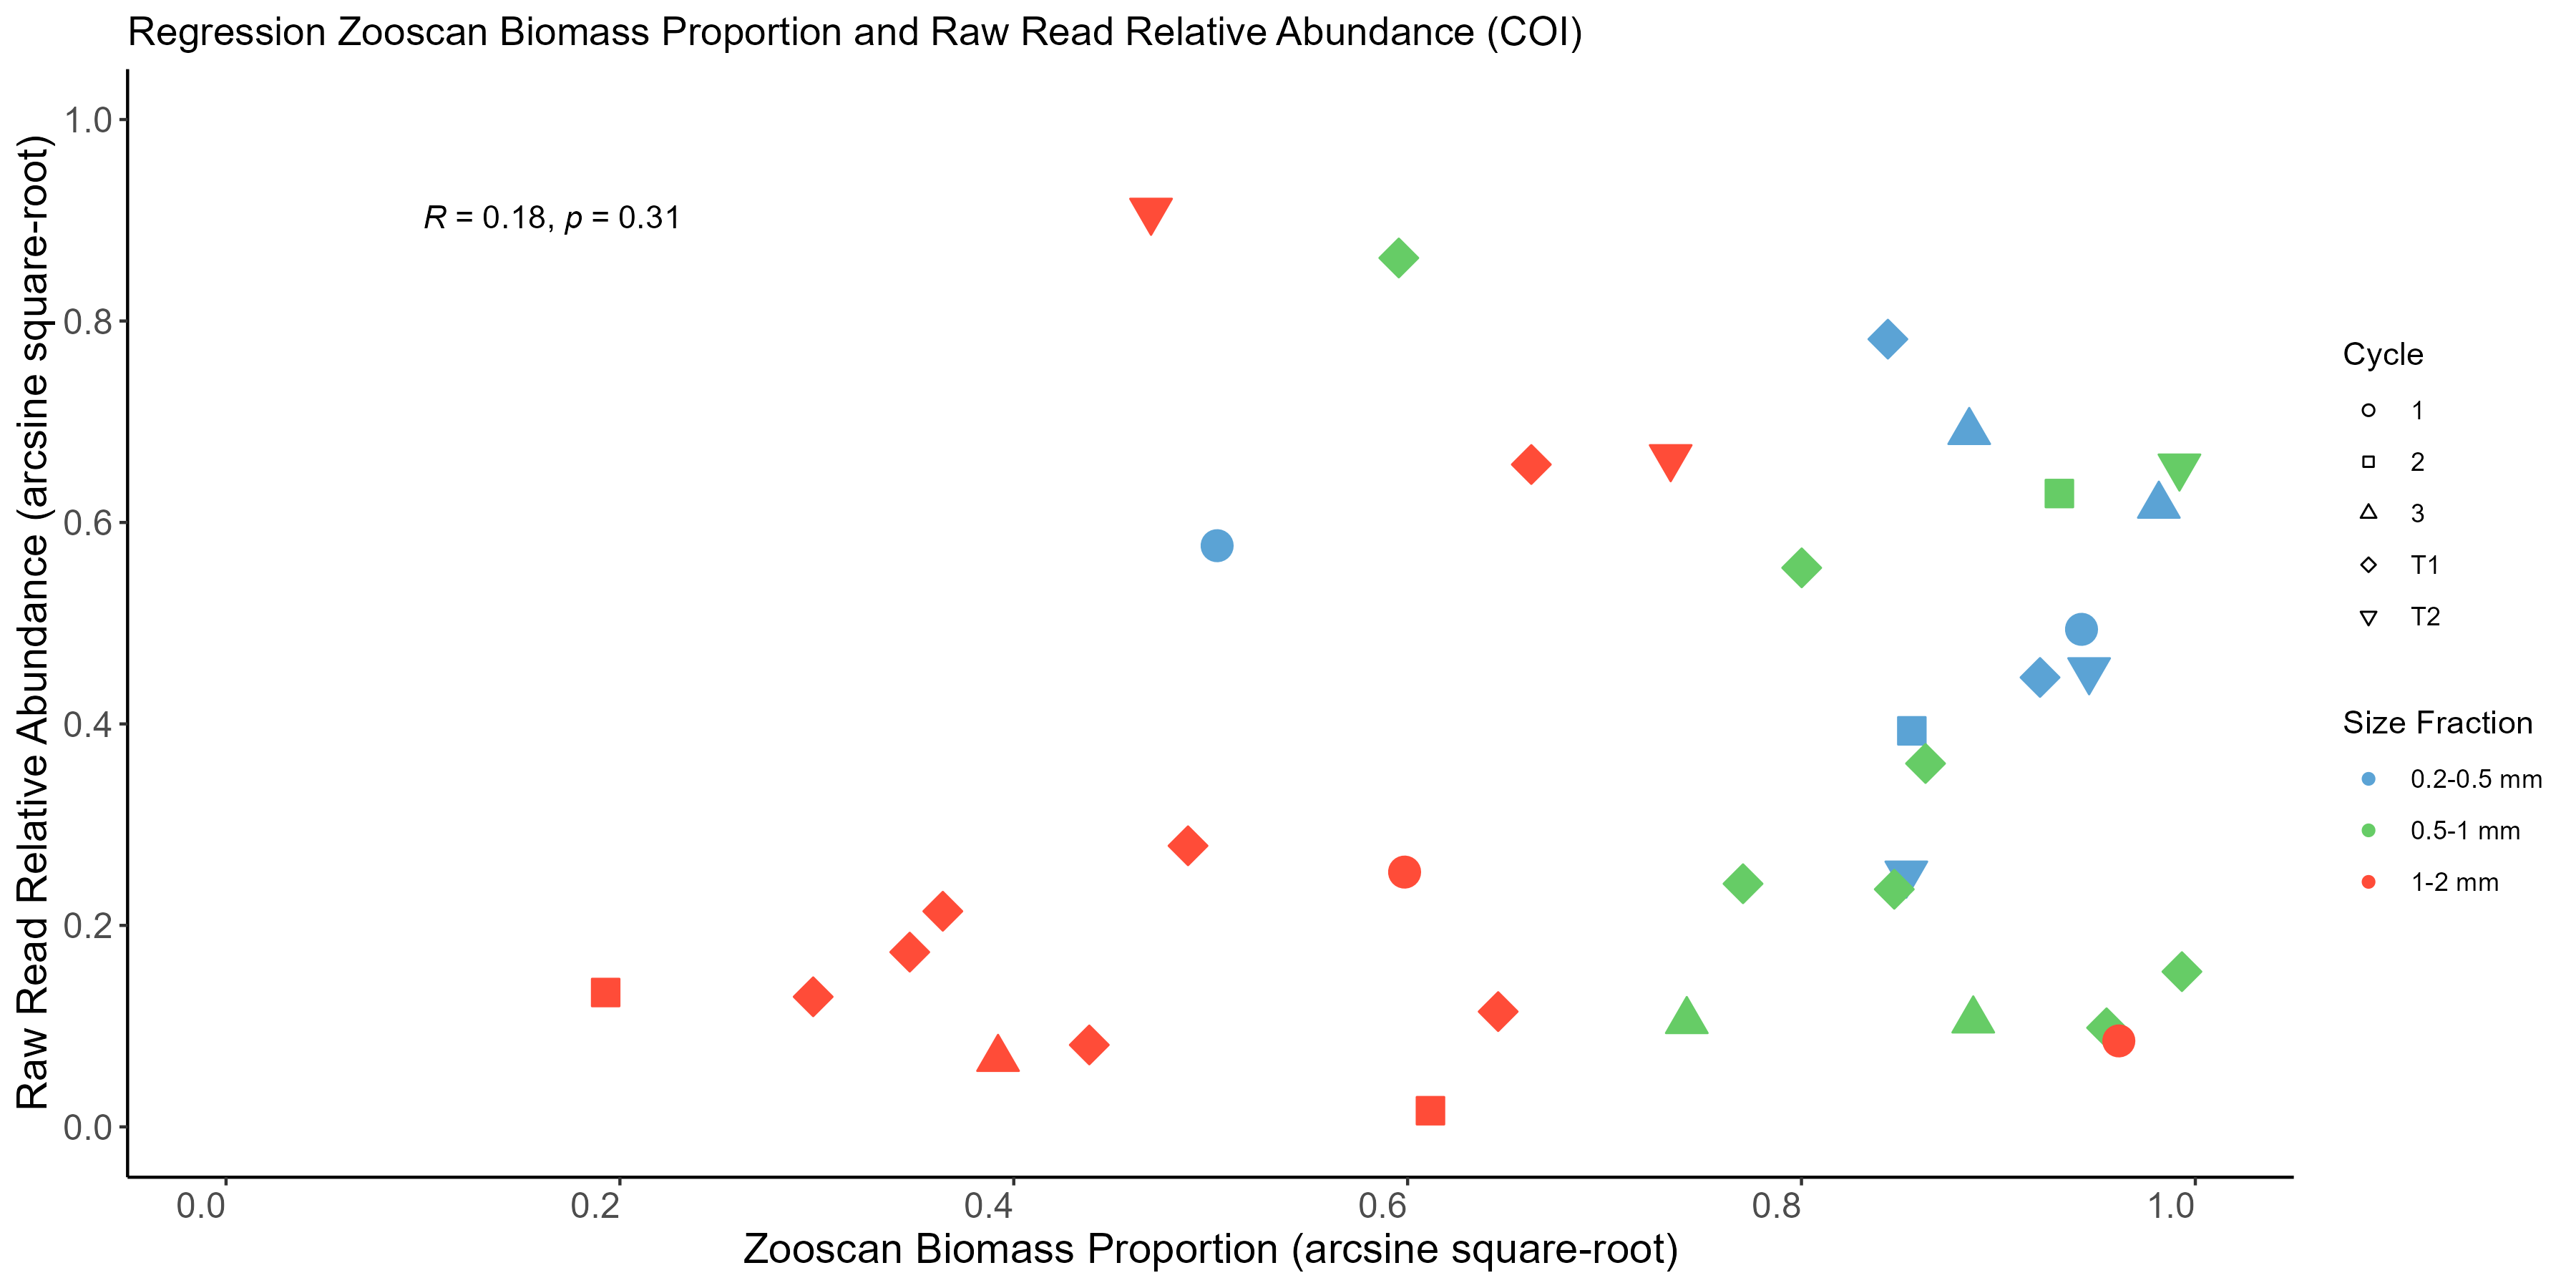 Regression Zooscan Biomass Proportion and Raw Read Relative Abundance (COI)
Raw Read Relative Abundance (arcsine square-root)
1.0
0.8
0.6
0.4
0.2
0.0
R = 0.18, p = 0.31
0.0 0.2 0.4 0.6 0.8 1.0
Zooscan Biomass Proportion (arcsine square-root)
Cycle
1
2
3
T1
T2
Size Fraction
0.2-0.5 mm
0.5-1 mm
1-2 mm